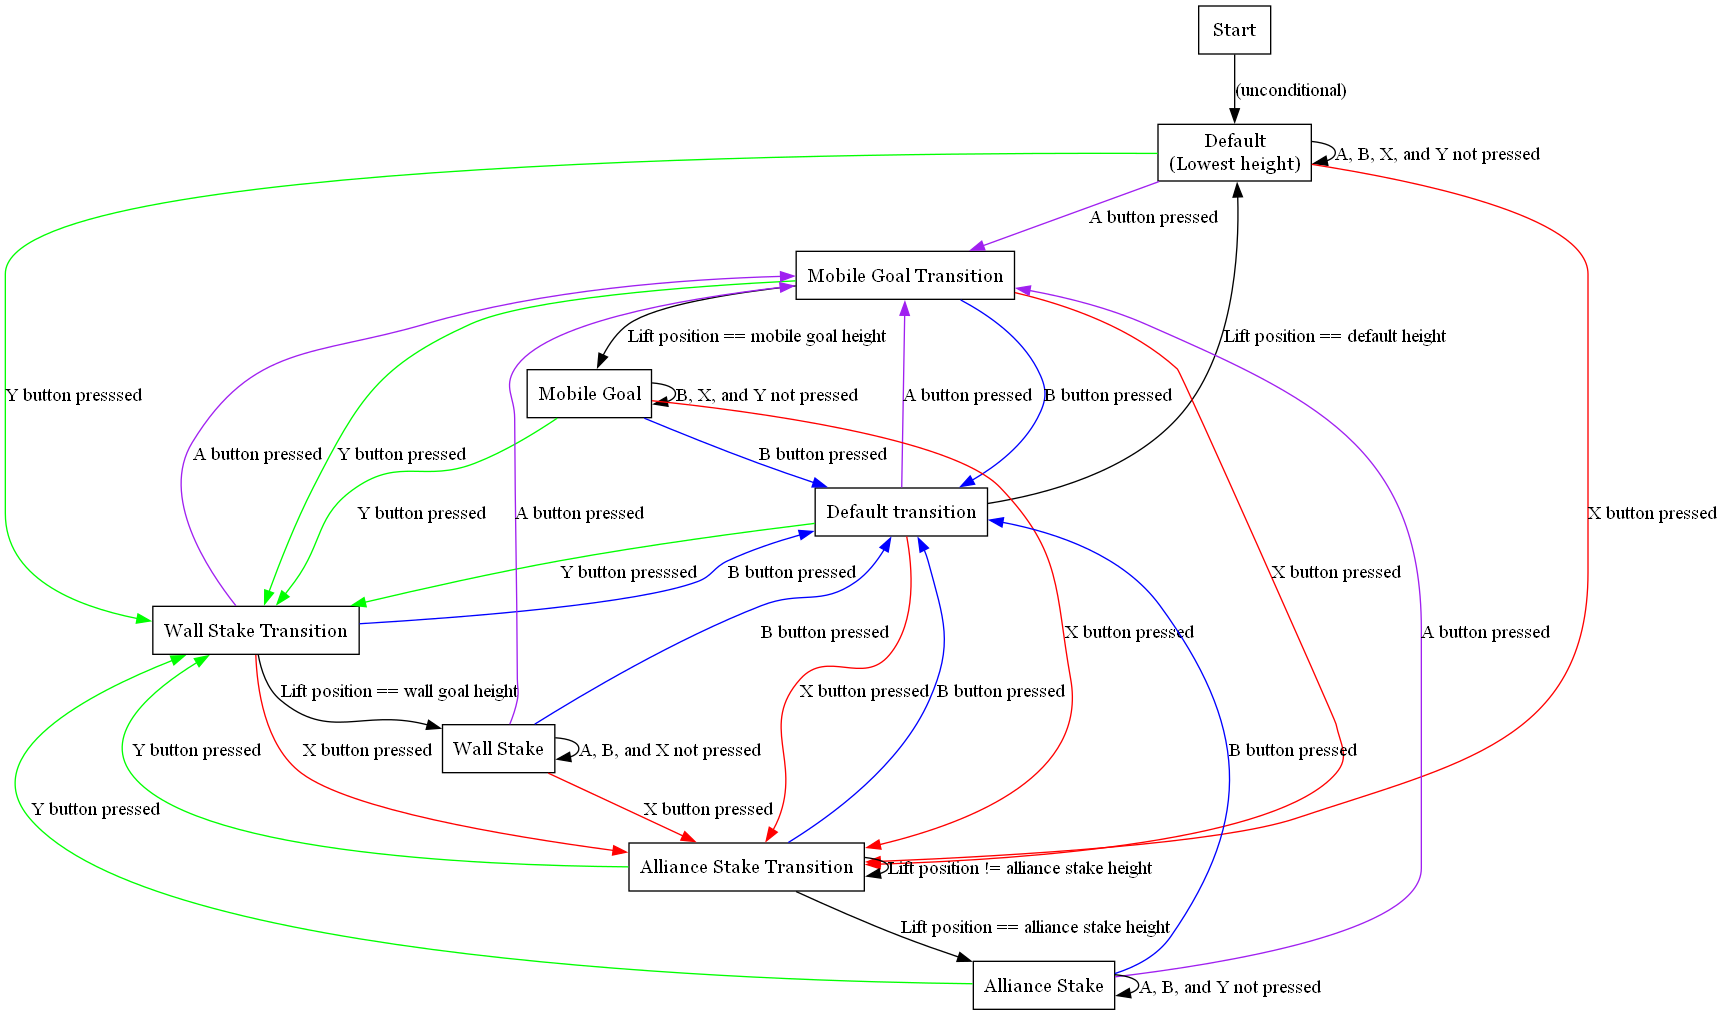 Start
(unconditional)
Default
(Lowest height)
A, B, X, and Y not pressed
A button pressed
Mobile Goal Transition
Lift position == mobile goal height
Lift position == default height
Mobile Goal
B, X, and Y not pressed
Y button presssed
A button pressed
B button pressed
A button pressed
Y button pressed
B button pressed
Y button pressed
A button pressed
Default transition
X button pressed
Y button presssed
B button pressed
X button pressed
Wall Stake Transition
B button pressed
X button pressed
A button pressed
Lift position == wall goal height
X button pressed
B button pressed
Y button pressed
X button pressed
Wall Stake
A, B, and X not pressed
B button pressed
Y button pressed
X button pressed
Alliance Stake Transition
Lift position != alliance stake height
Lift position == alliance stake height
Alliance Stake
A, B, and Y not pressed